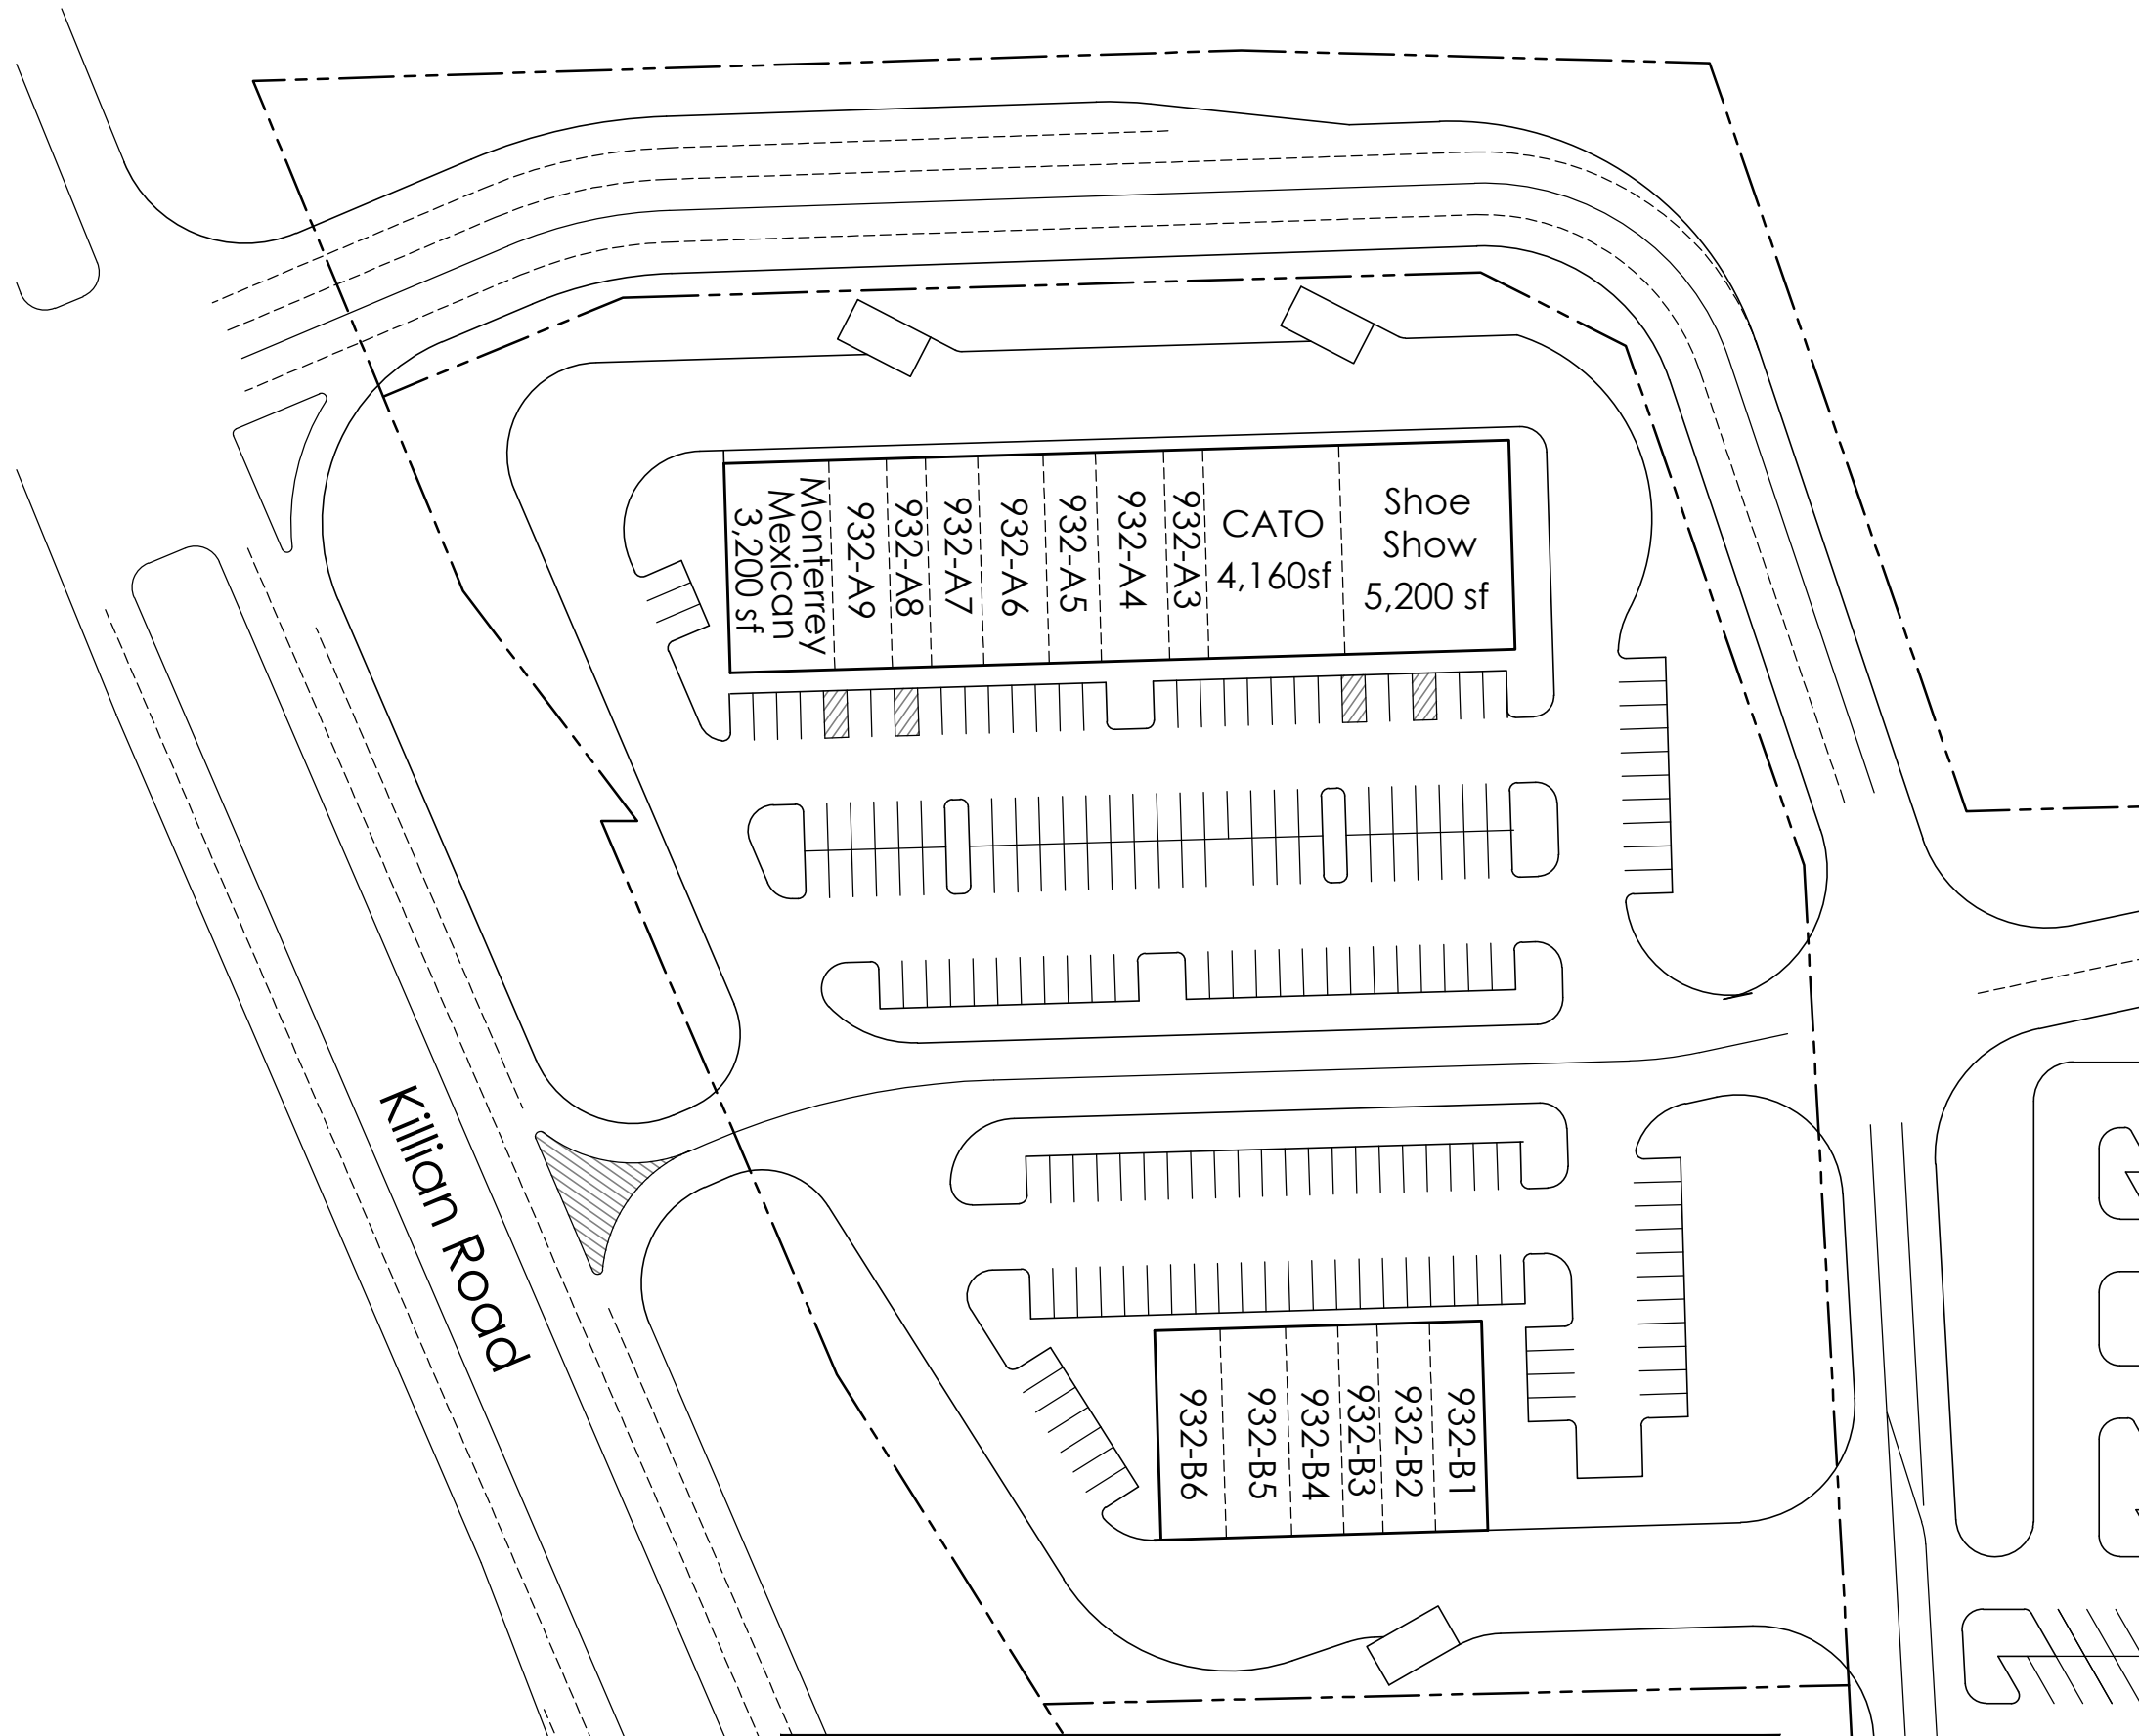 Monterrey
Mexican
3,200 sf
932-A9
932-A8
932-A7
932-A6
932-A5
932-A4
932-A3
CATO
4,160sf
Shoe
Show
5,200 sf
Killian Road
932-B6
932-B5
932-B4
932-B3
932-B2
932-B1